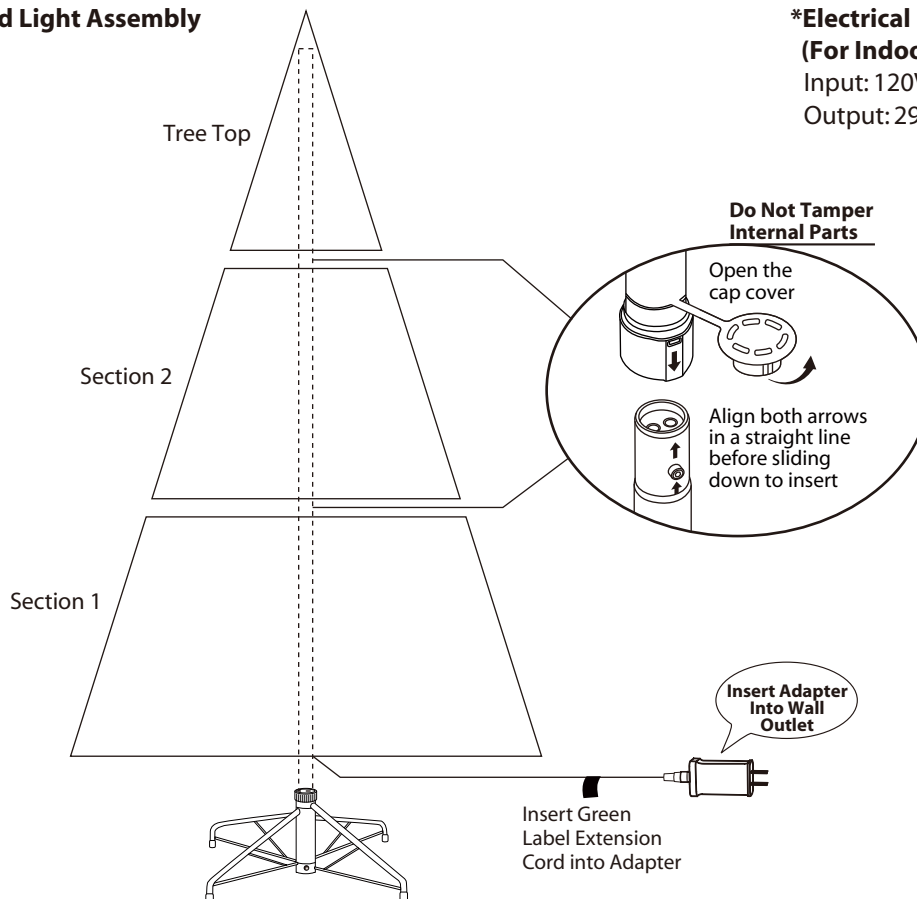 d Light Assembly
*Electrical
(For Indoo
Input: 120V
Output: 29
Tree Top
Do Not Tamper
Internal Parts
Open the
cap cover
Section 2
Align both arrows
in a straight line
before sliding
down to insert
Section 1
Insert Adapter
Into Wall
Outlet
Insert Green
Label Extension
Cord into Adapter